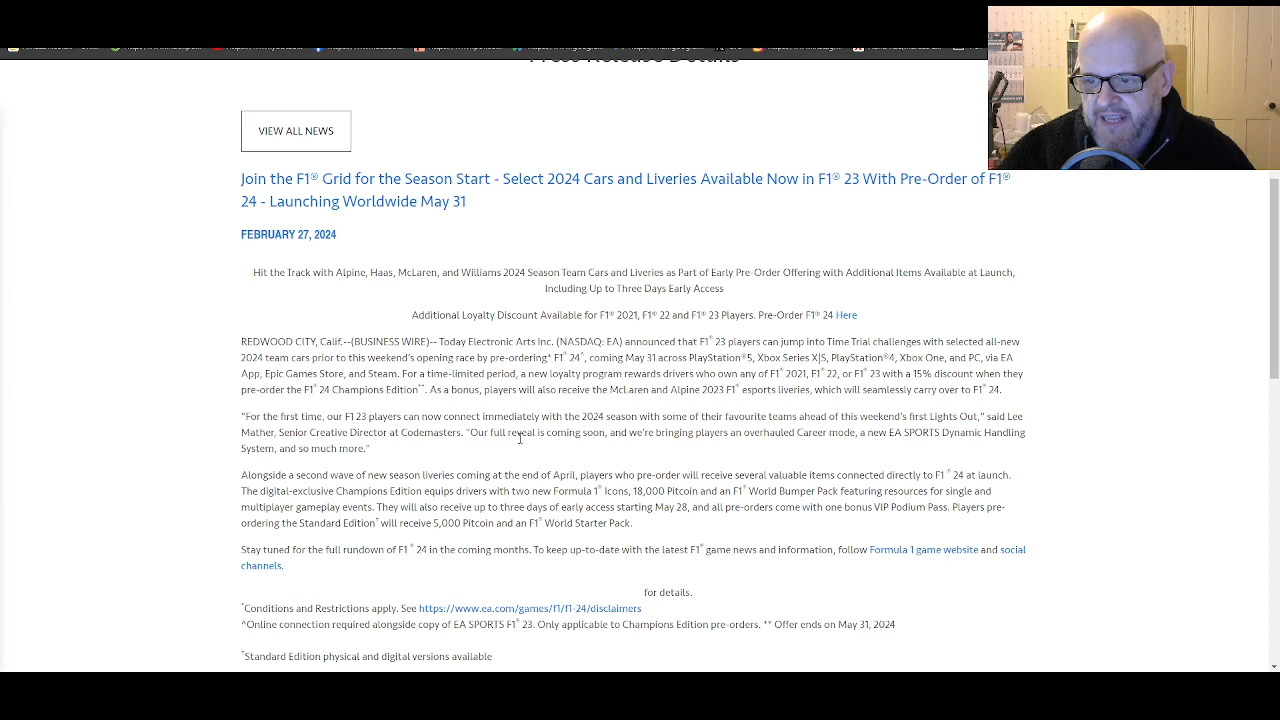 Press Release Details
VIEW ALL NEWS
Join the F1® Grid for the Season Start - Select 2024 Cars and Liveries Available Now in F1® 23 With Pre-Order of F1®
24 - Launching Worldwide May 31
FEBRUARY 27, 2024
Hit the Track with Alpine, Haas, McLaren, and Williams 2024 Season Team Cars and Liveries as Part of Early Pre-Order Offering with Additional Items Available at Launch,
Including Up to Three Days Early Access
Additional Loyalty Discount Available for F1® 2021, F1® 22 and F1® 23 Players. Pre-Order F1® 24 Here
REDWOOD CITY, Calif.--(BUSINESS WIRE)-- Today Electronic Arts Inc. (NASDAQ: EA) announced that F1® 23 players can jump into Time Trial challenges with selected all-new
2024 team cars prior to this weekend's opening race by pre-ordering* F1® 24^, coming May 31 across PlayStation®5, Xbox Series X|S, PlayStation®4, Xbox One, and PC, via EA
App, Epic Games Store, and Steam. For a time-limited period, a new loyalty program rewards drivers who own any of F1® 2021, F1® 22, or F1® 23 with a 15% discount when they
pre-order the F1® 24 Champions Edition**. As a bonus, players will also receive the McLaren and Alpine 2023 F1® esports liveries, which will seamlessly carry over to F1® 24.
"For the first time, our F1 23 players can now connect immediately with the 2024 season with some of their favourite teams ahead of this weekend's first Lights Out," said Lee
Mather, Senior Creative Director at Codemasters. "Our full reveal is coming soon, and we're bringing players an overhauled Career mode, a new EA SPORTS Dynamic Handling
System, and so much more."
Alongside a second wave of new season liveries coming at the end of April, players who pre-order will receive several valuable items connected directly to F1® 24 at launch.
The digital-exclusive Champions Edition equips drivers with two new Formula 1® Icons, 18,000 Pitcoin and an F1® World Bumper Pack featuring resources for single and
multiplayer gameplay events. They will also receive up to three days of early access starting May 28, and all pre-orders come with one bonus VIP Podium Pass. Players pre-
ordering the Standard Edition† will receive 5,000 Pitcoin and an F1® World Starter Pack.
Stay tuned for the full rundown of F1® 24 in the coming months. To keep up-to-date with the latest F1® game news and information, follow Formula 1 game website and social
channels.
for details.
*Conditions and Restrictions apply. See https://www.ea.com/games/f1/f1-24/disclaimers
^Online connection required alongside copy of EA SPORTS F1® 23. Only applicable to Champions Edition pre-orders. ** Offer ends on May 31, 2024
†Standard Edition physical and digital versions available